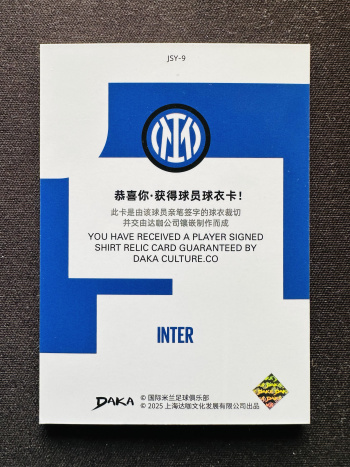 JSY-9
恭喜你·获得球员球衣卡!
此卡是由该球员亲笔签字的球衣裁切
并交由达咖公司镶嵌制作而成
YOU HAVE RECEIVED A PLAYER SIGNED
SHIRT RELIC CARD GUARANTEED BY
DAKA CULTURE.CO
INTER
DAKA
© 国际米兰足球俱乐部
© 2025 上海达咖文化发展有限公司出品